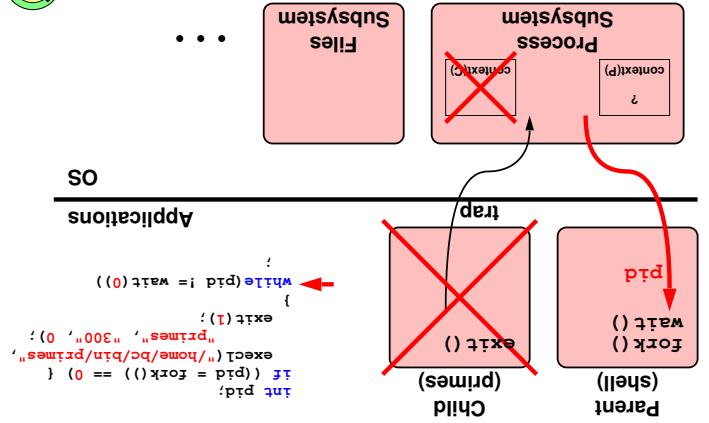 Parent
(shell)
fork()
wait()
pid
Child
(primes)
exit()
int pid;
if ((pid = fork()) == 0) {
execl("/home/bc/bin/primes",
"primes", "300", 0);
exit(1);
}
while(pid != wait(0))
;
trap
Applications
OS
?
context(P)
context(C)
Process
Subsystem
Files
Subsystem
. . .